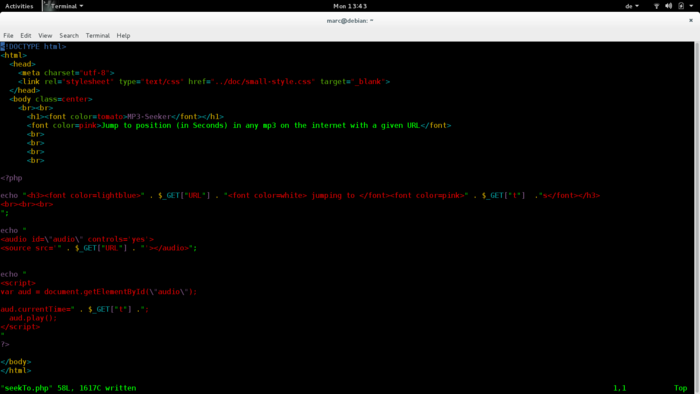 Activities Terminal Mon 13:43 de
marc@debian: ~ ×
File Edit View Search Terminal Help
<!DOCTYPE html>
<html>
<head>
<meta charset='utf-8'>
<link rel='stylesheet' type='text/css' href='../doc/small-style.css' target='_blank'>
</head>
<body class=center>
<br><br>
<h1><font color=tomato>MP3-Seeker</font></h1>
<font color=pink>Jump to position (in Seconds) in any mp3 on the internet with a given URL</font>
<br>
<br>
<br>
<br>
<?php
echo "<h3><font color=lightblue>" . $_GET["URL"] . "<font color=white> jumping to </font><font color=pink>" . $_GET["t"] ."s</font></h3>
<br><br><br>
";
echo "
<audio id=\"audio\" controls='yes'>
<source src='" . $_GET["URL"] . "'></audio>";
echo "
<script>
var aud = document.getElementById(\"audio\");
aud.currentTime=" . $_GET["t"] .";
aud.play();
</script>
"
?>
</body>
</html>
"seekTo.php" 58L, 1617C written 1,1 Top